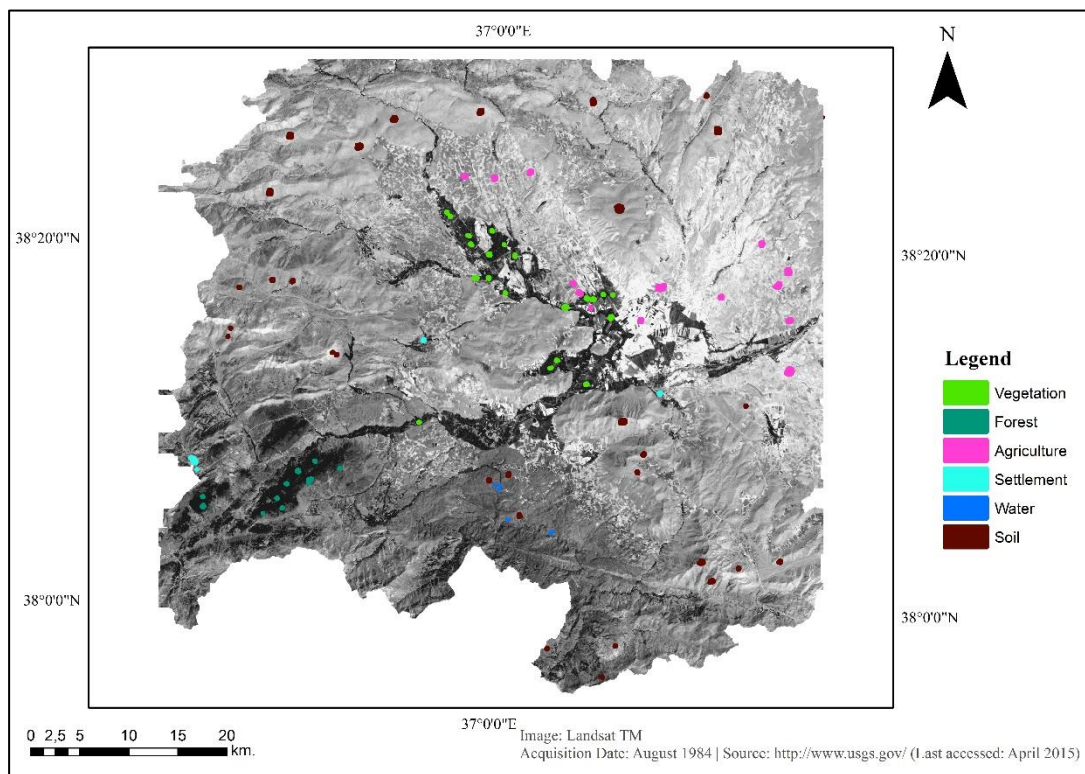 37°0'0"E
N
38°20'0"N
38°20'0"N
Legend
Vegetation
Forest
Agriculture
Settlement
Water
Soil
38°0'0"N
38°0'0"N
37°0'0"E
0 2,5 5 10 15 20
km.
Image: Landsat TM
Acquisition Date: August 1984 | Source: http://www.usgs.gov/ (Last accessed: April 2015)